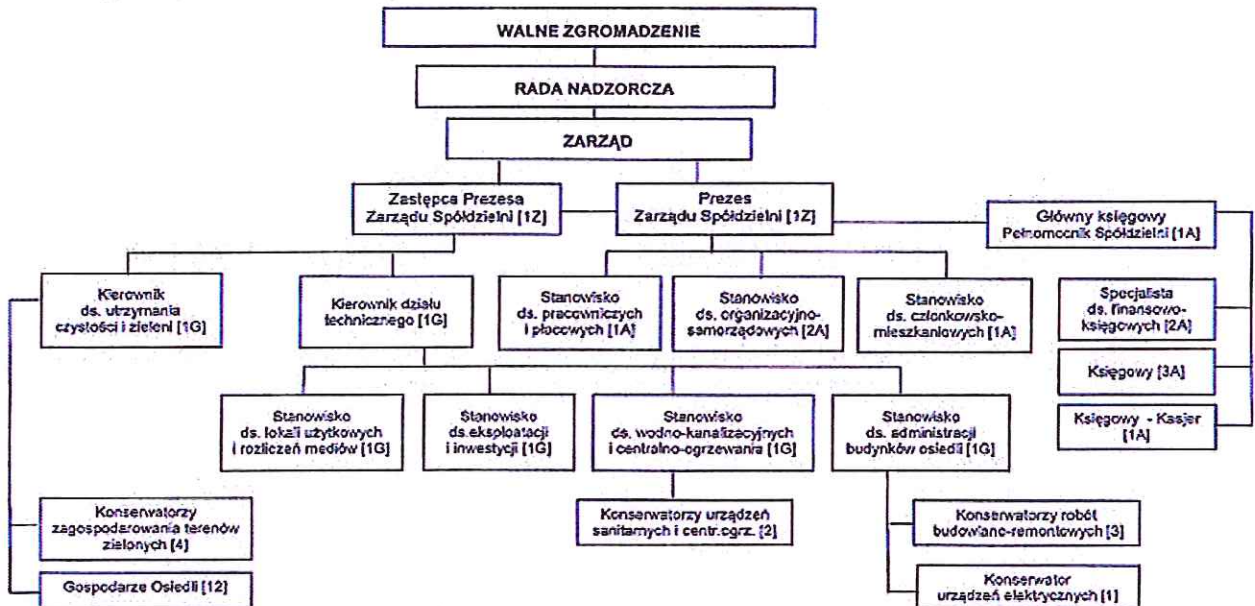 WALNE ZGROMADZENIE
RADA NADZORCZA
ZARZĄD
Zastępca Prezesa
Zarządu Spółdzielni [1Z]
Prezes
Zarządu Spółdzielni [1Z]
Główny księgowy
Pełnomocnik Spółdzielni [1A]
Kierownik
ds. utrzymania
czystości i zieleni [1G]
Kierownik działu
technicznego [1G]
Stanowisko
ds. pracowniczych
i płacowych [1A]
Stanowisko
ds. organizacyjno-
samorządowych [2A]
Stanowisko
ds. członkowsko-
mieszkaniowych [1A]
Specjalista
ds. finansowo-
księgowych [2A]
Księgowy [3A]
Księgowy - Kasjer
[1A]
Stanowisko
ds. lokali użytkowych
i rozliczeń mediów [1G]
Stanowisko
ds.eksploatacji
i inwestycji [1G]
Stanowisko
ds. wodno-kanalizacyjnych
i centralno-ogrzewania [1G]
Stanowisko
ds. administracji
budynków osiedli [1G]
Konserwatorzy
zagospodarowania terenów
zielonych [4]
Gospodarze Osiedli [12]
Konserwatorzy urządzeń
sanitarnych i centr.ogrz. [2]
Konserwatorzy robót
budowlano-remontowych [3]
Konserwator
urządzeń elektrycznych [1]